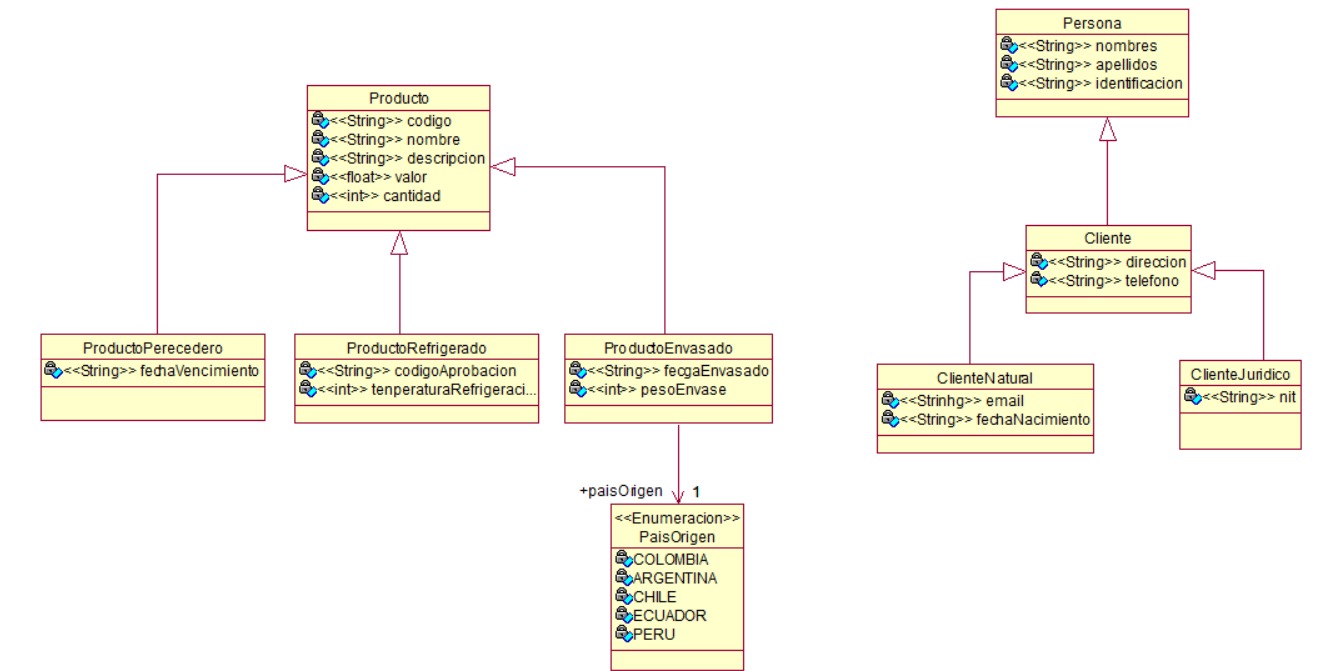 Producto
<<String>> codigo
<<String>> nombre
<<String>> descripcion
<<float>> valor
<<int>> cantidad
ProductoPerecedero
<<String>> fechaVencimiento
ProductoRefrigerado
<<String>> codigoAprobacion
<<int>> tenperaturaRefrigeraci...
ProductoEnvasado
<<String>> fecgaEnvasado
<<int>> pesoEnvase
+paisOrigen 1
<<Enumeracion>>
PaisOrigen
COLOMBIA
ARGENTINA
CHILE
ECUADOR
PERU
Persona
<<String>> nombres
<<String>> apellidos
<<String>> identificacion
Cliente
<<String>> direccion
<<String>> telefono
ClienteNatural
<<Strinhg>> email
<<String>> fechaNacimiento
ClienteJuridico
<<String>> nit